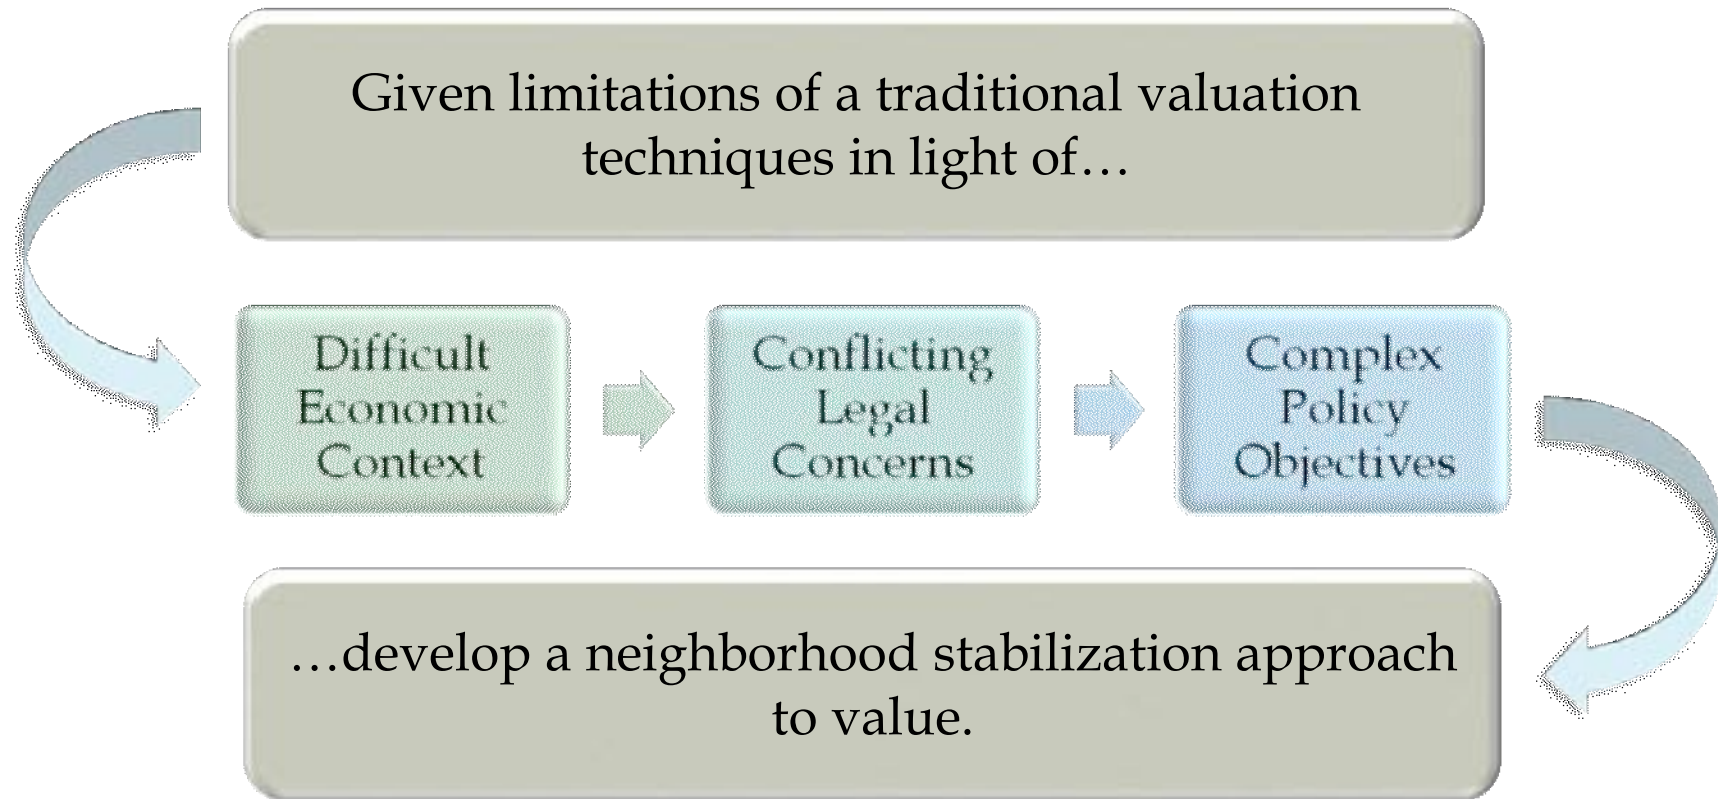 Given limitations of a traditional valuation
techniques in light of…
Difficult
Economic
Context
Conflicting
Legal
Concerns
Complex
Policy
Objectives
…develop a neighborhood stabilization approach
to value.